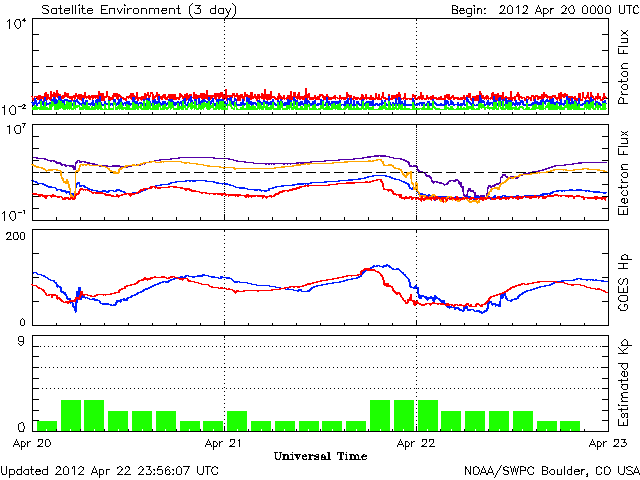 Satellite Environment (3 day) Begin: 2012 Apr 20 0000 UTC
10⁴
10⁻²
Proton Flux
10⁷
10⁻¹
Electron Flux
200
0
GOES Hp
9
0
Estimated Kp
Apr 20 Apr 21 Apr 22 Apr 23
Universal Time
Updated 2012 Apr 22 23:56:07 UTC NOAA/SWPC Boulder, CO USA